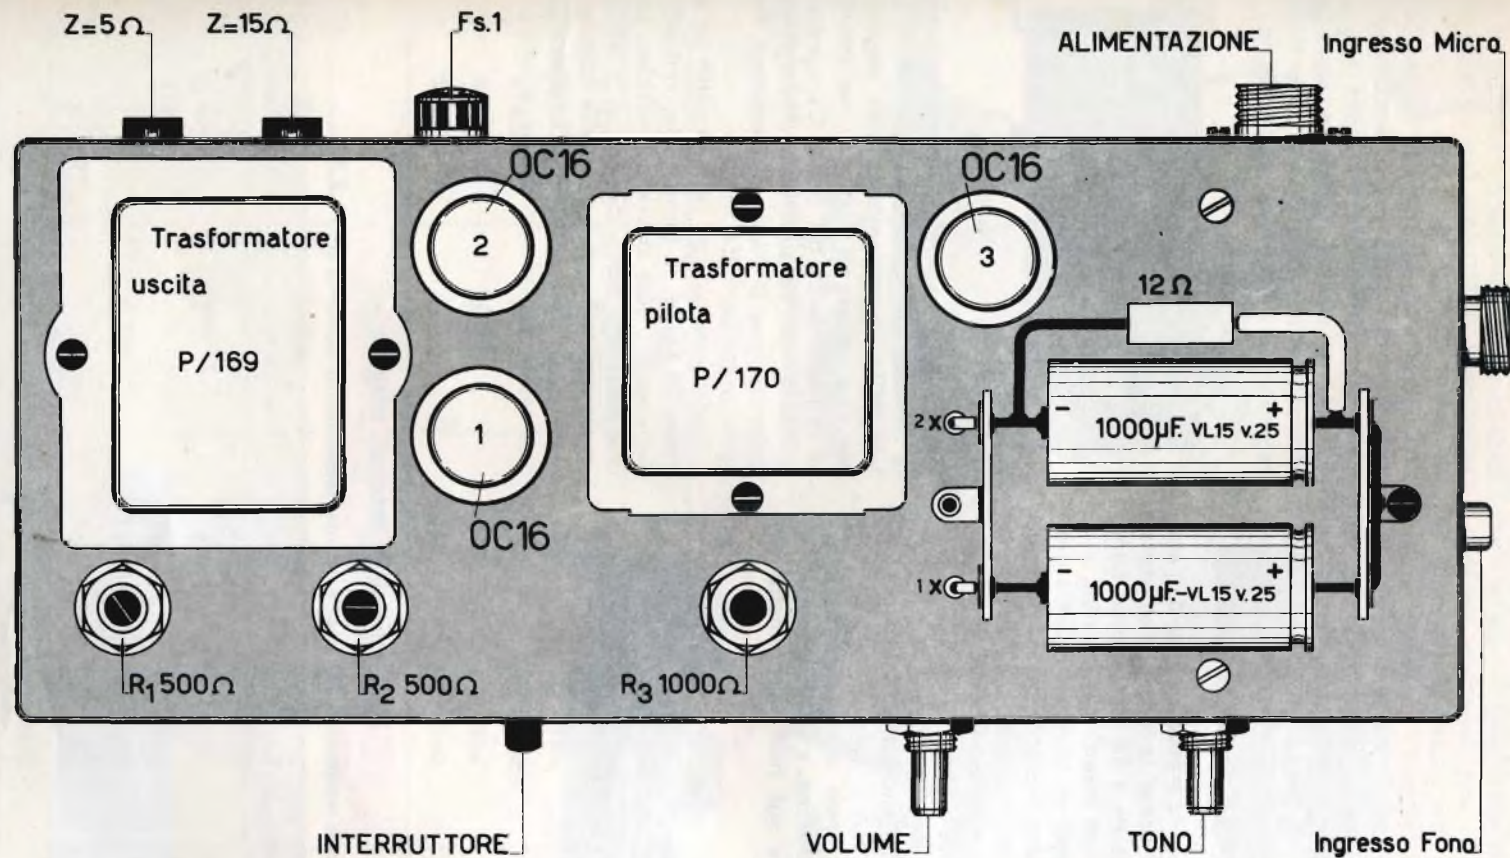 Z=5Ω
Z=15Ω
Fs.1
ALIMENTAZIONE
Ingresso Micro
OC16
2
OC16
3
Trasformatore
uscita
P/169
Trasformatore
pilota
P/170
12Ω
1
OC16
2X
- 1000µF. VL15 v.25 +
1X
- 1000µF.-VL15 v.25 +
R1 500Ω
R2 500Ω
R3 1000Ω
INTERRUTTORE
VOLUME
TONO
Ingresso Fono